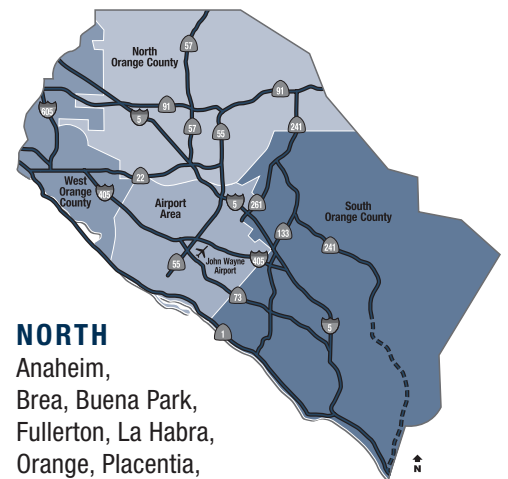 57
North
Orange County
91
91
605
5
57
55
241
22
West
Orange
County
405
Airport
Area
5
261
South
Orange County
133
241
John Wayne
Airport
405
55
73
5
1
NORTH
Anaheim,
Brea, Buena Park,
Fullerton, La Habra,
Orange, Placentia,
N